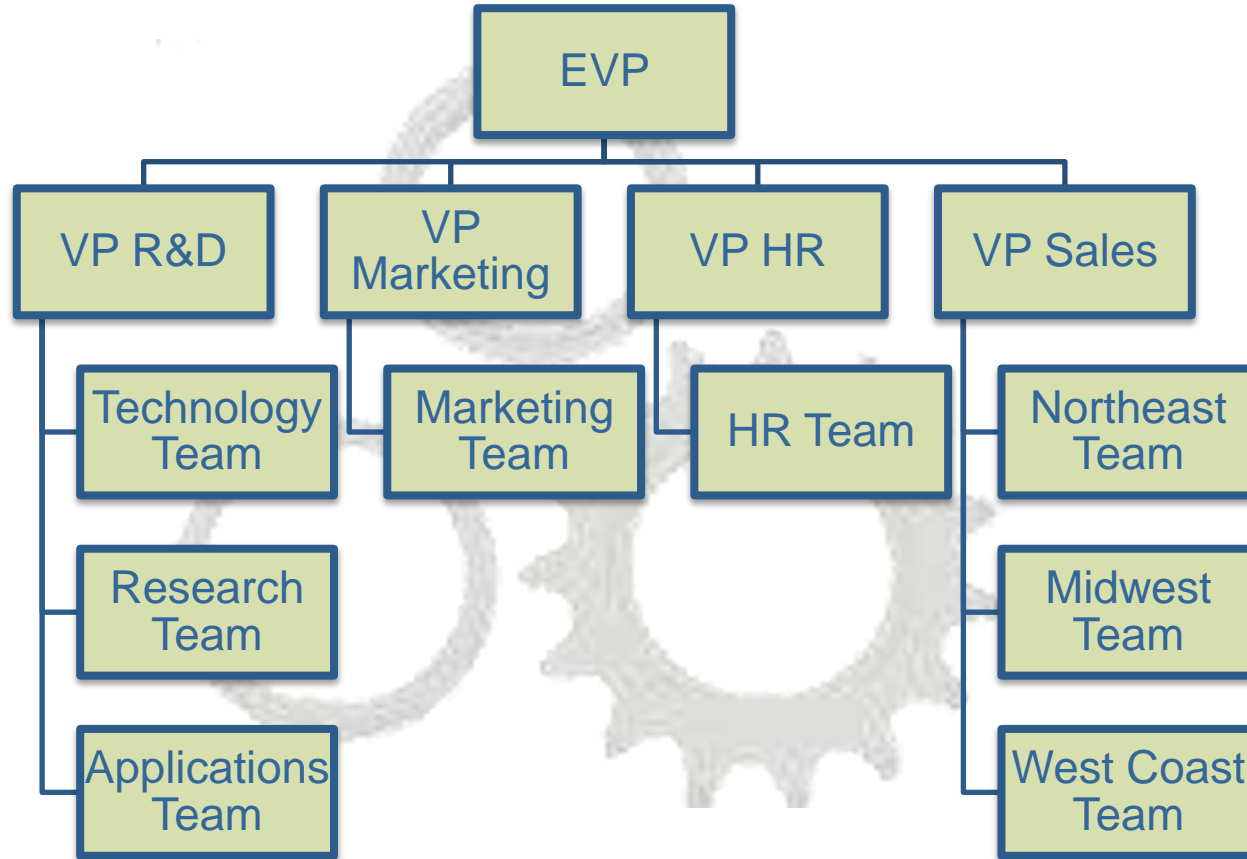 EVP
VP R&D
VP
Marketing
VP HR
VP Sales
Technology
Team
Marketing
Team
HR Team
Northeast
Team
Research
Team
Midwest
Team
Applications
Team
West Coast
Team